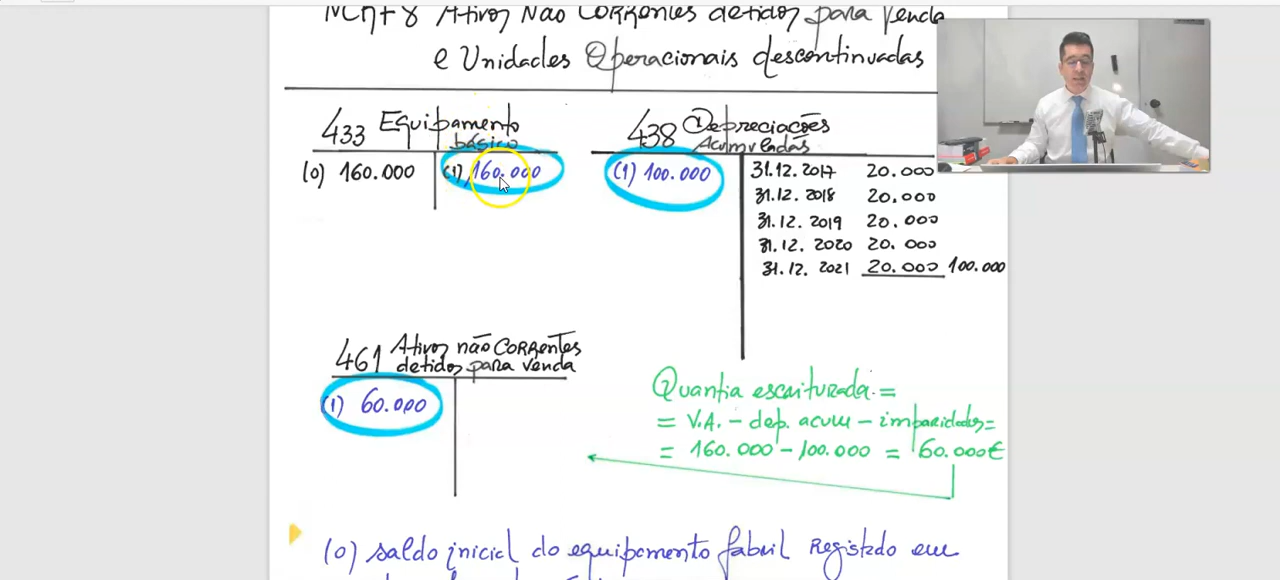 NCRF 8 Ativos Não CORRentes detidos para Venda
e Unidades Operacionais descontinuadas
433 Equipamento básico
(0) 160.000 (1) 160.000
438 Depreciações Acumuladas
(1) 100.000 31.12.2017 20.000
31.12.2018 20.000
31.12.2019 20.000
31.12.2020 20.000
31.12.2021 20.000 100.000
461 Ativos não CORRentes
detidos para venda
(1) 60.000
Quantia escriturada =
= V.A. - dep. acum - imparidades =
= 160.000 - 100.000 = 60.000€
(0) saldo inicial do equipamento fabril Registado em